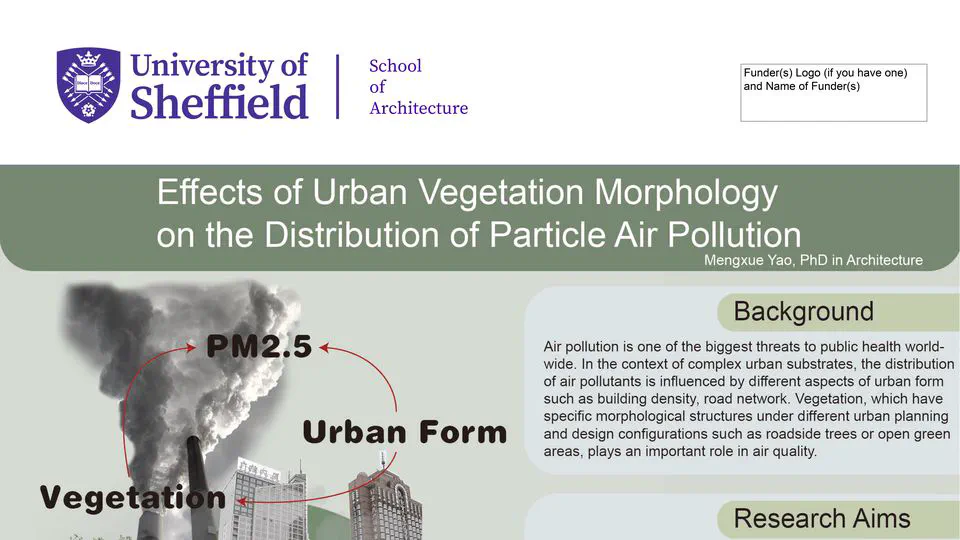 University of
Sheffield
School
of
Architecture
Funder(s) Logo (if you have one)
and Name of Funder(s)
Effects of Urban Vegetation Morphology
on the Distribution of Particle Air Pollution
Mengxue Yao, PhD in Architecture
PM2.5
Urban Form
Vegetation
Background
Air pollution is one of the biggest threats to public health world-
wide. In the context of complex urban substrates, the distribution
of air pollutants is influenced by different aspects of urban form
such as building density, road network. Vegetation, which have
specific morphological structures under different urban planning
and design configurations such as roadside trees or open green
areas, plays an important role in air quality.
Research Aims